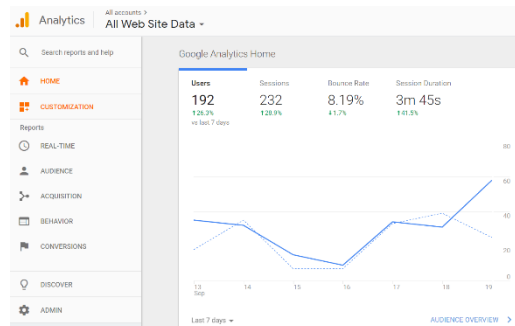 Analytics
All accounts >
All Web Site Data
Search reports and help
HOME
CUSTOMIZATION
Reports
REAL-TIME
AUDIENCE
ACQUISITION
BEHAVIOR
CONVERSIONS
DISCOVER
ADMIN
Google Analytics Home
Users Sessions Bounce Rate Session Duration
192 232 8.19% 3m 45s
↑26.3% ↑28.9% ↓1.7% ↑41.5%
vs last 7 days
80
60
40
20
0
13 14 15 16 17 18 19
Sep
Last 7 days
AUDIENCE OVERVIEW >